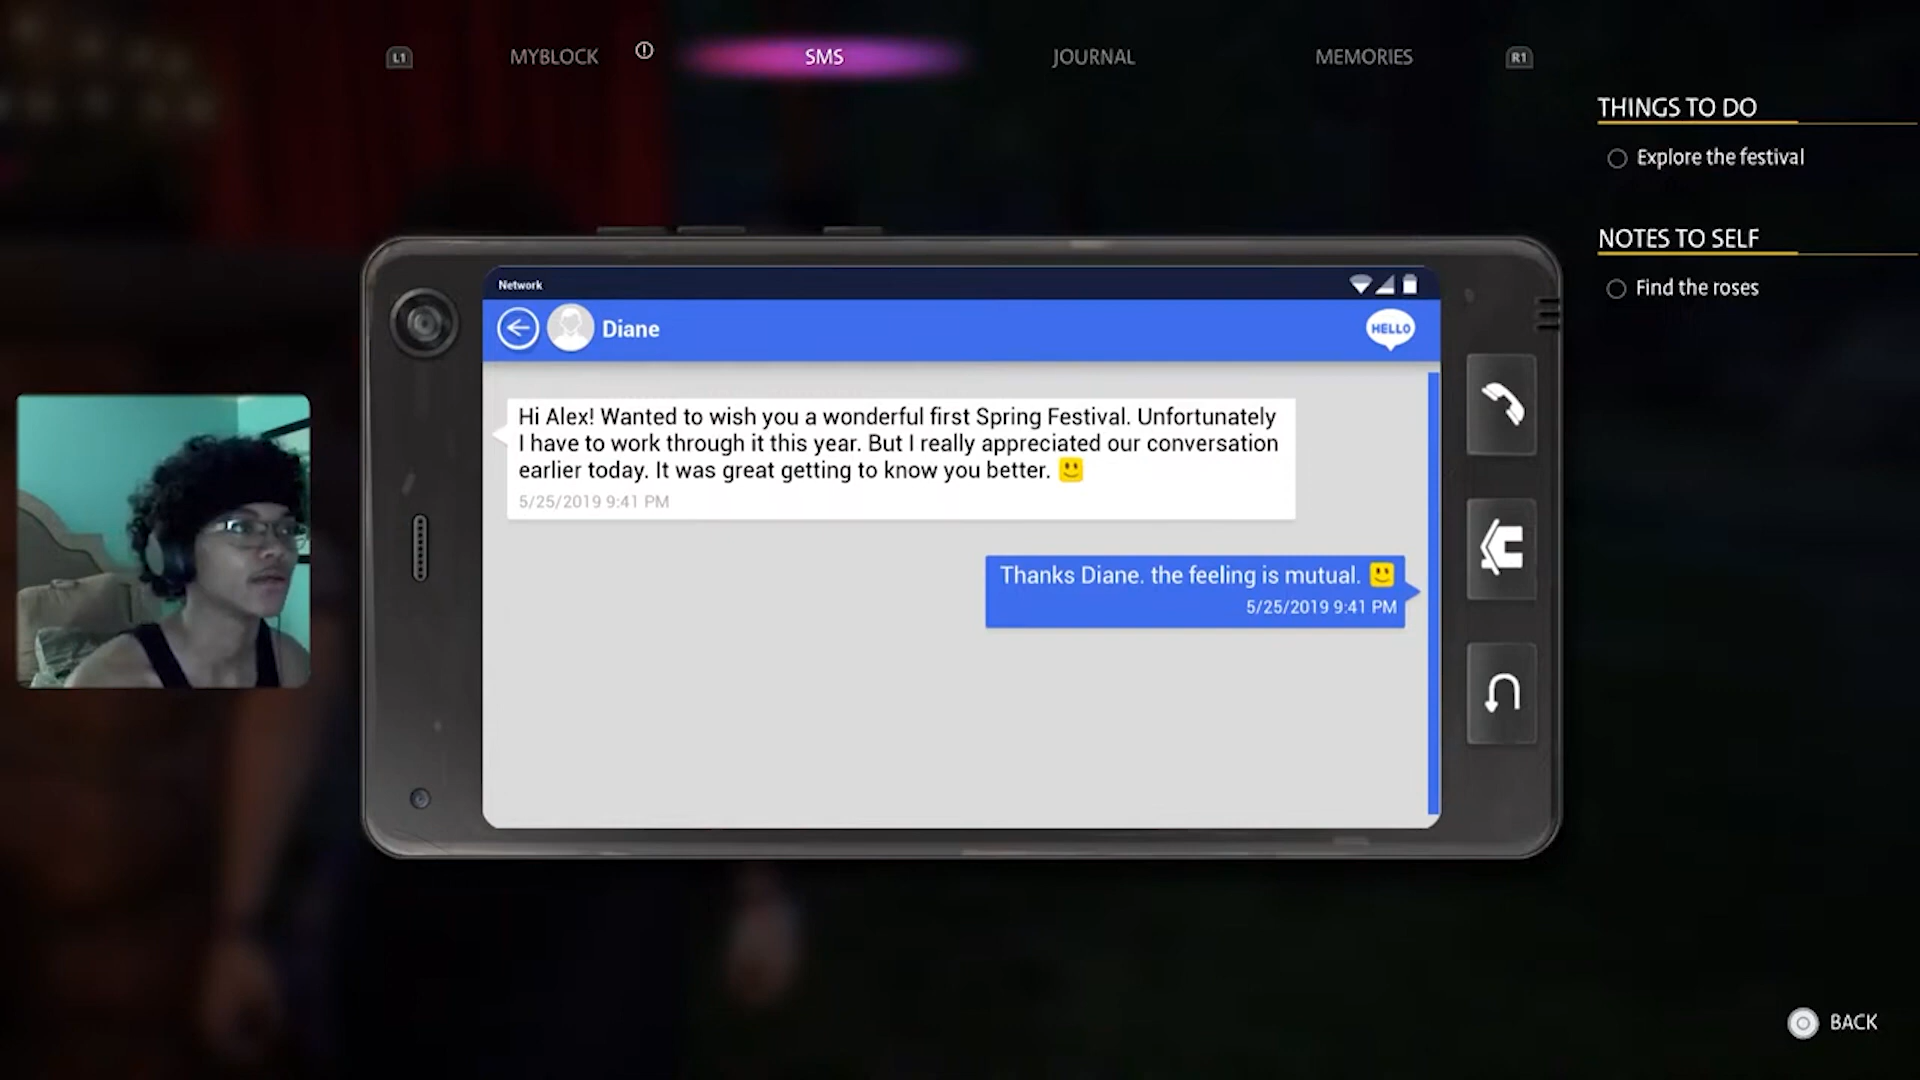 L1
MYBLOCK
SMS
JOURNAL
MEMORIES
R1
THINGS TO DO
Explore the festival
NOTES TO SELF
Find the roses
Network
Diane
HELLO
Hi Alex! Wanted to wish you a wonderful first Spring Festival. Unfortunately
I have to work through it this year. But I really appreciated our conversation
earlier today. It was great getting to know you better.
5/25/2019 9:41 PM
Thanks Diane. the feeling is mutual.
5/25/2019 9:41 PM
BACK